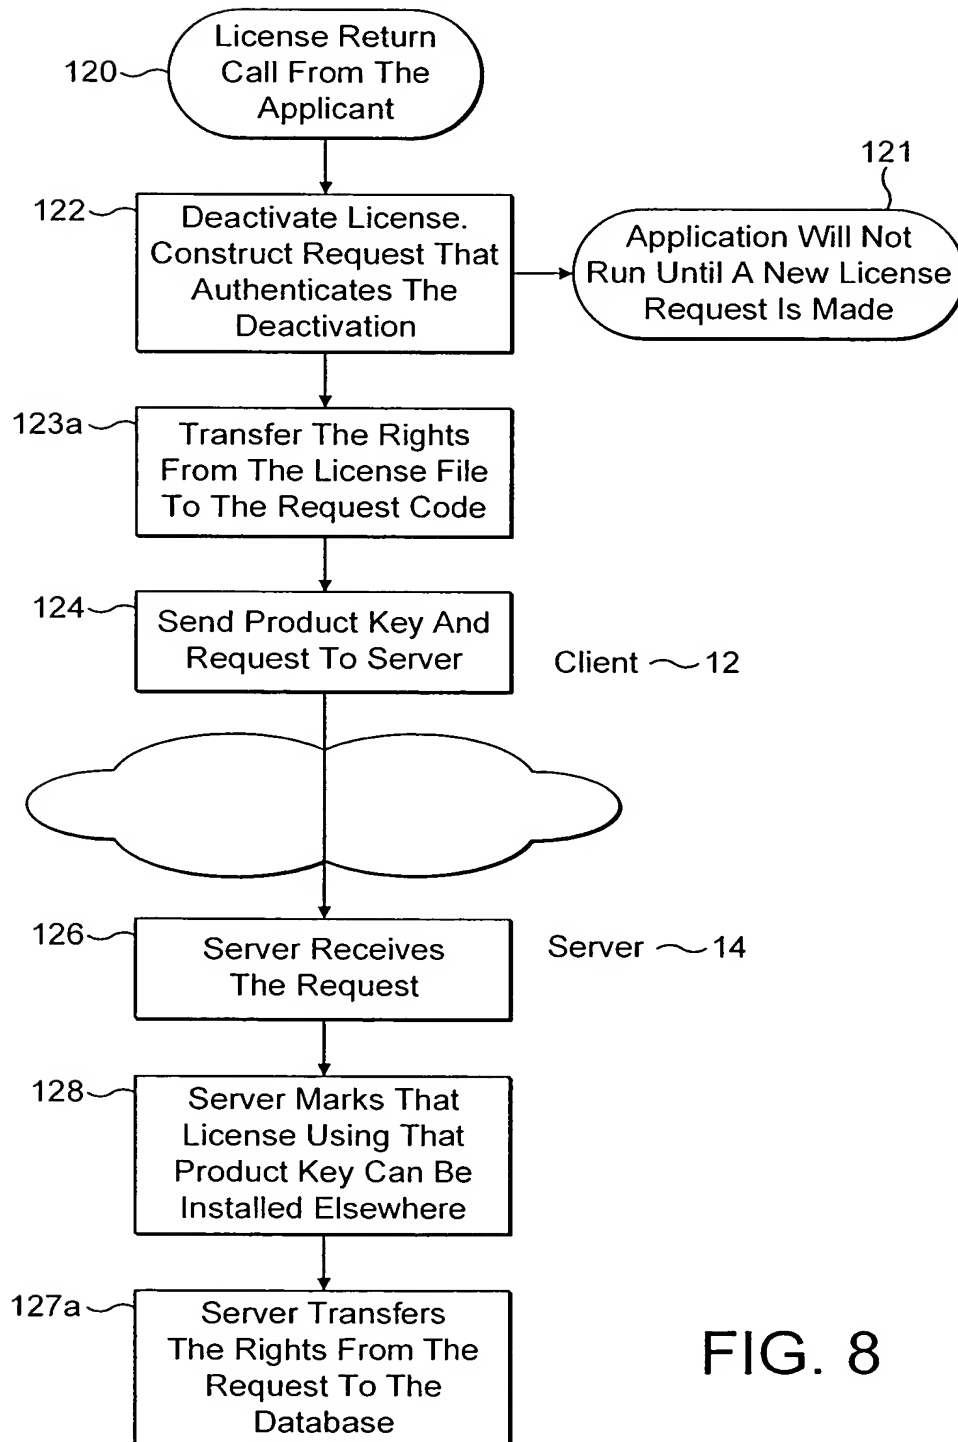 License Return
Call From The
Applicant
120
121
122
Deactivate License.
Construct Request That
Authenticates The
Deactivation
Application Will Not
Run Until A New License
Request Is Made
123a
Transfer The Rights
From The License File
To The Request Code
124
Send Product Key And
Request To Server
Client 12
126
Server Receives
The Request
Server 14
128
Server Marks That
License Using That
Product Key Can Be
Installed Elsewhere
127a
Server Transfers
The Rights From The
Request To The
Database
FIG. 8